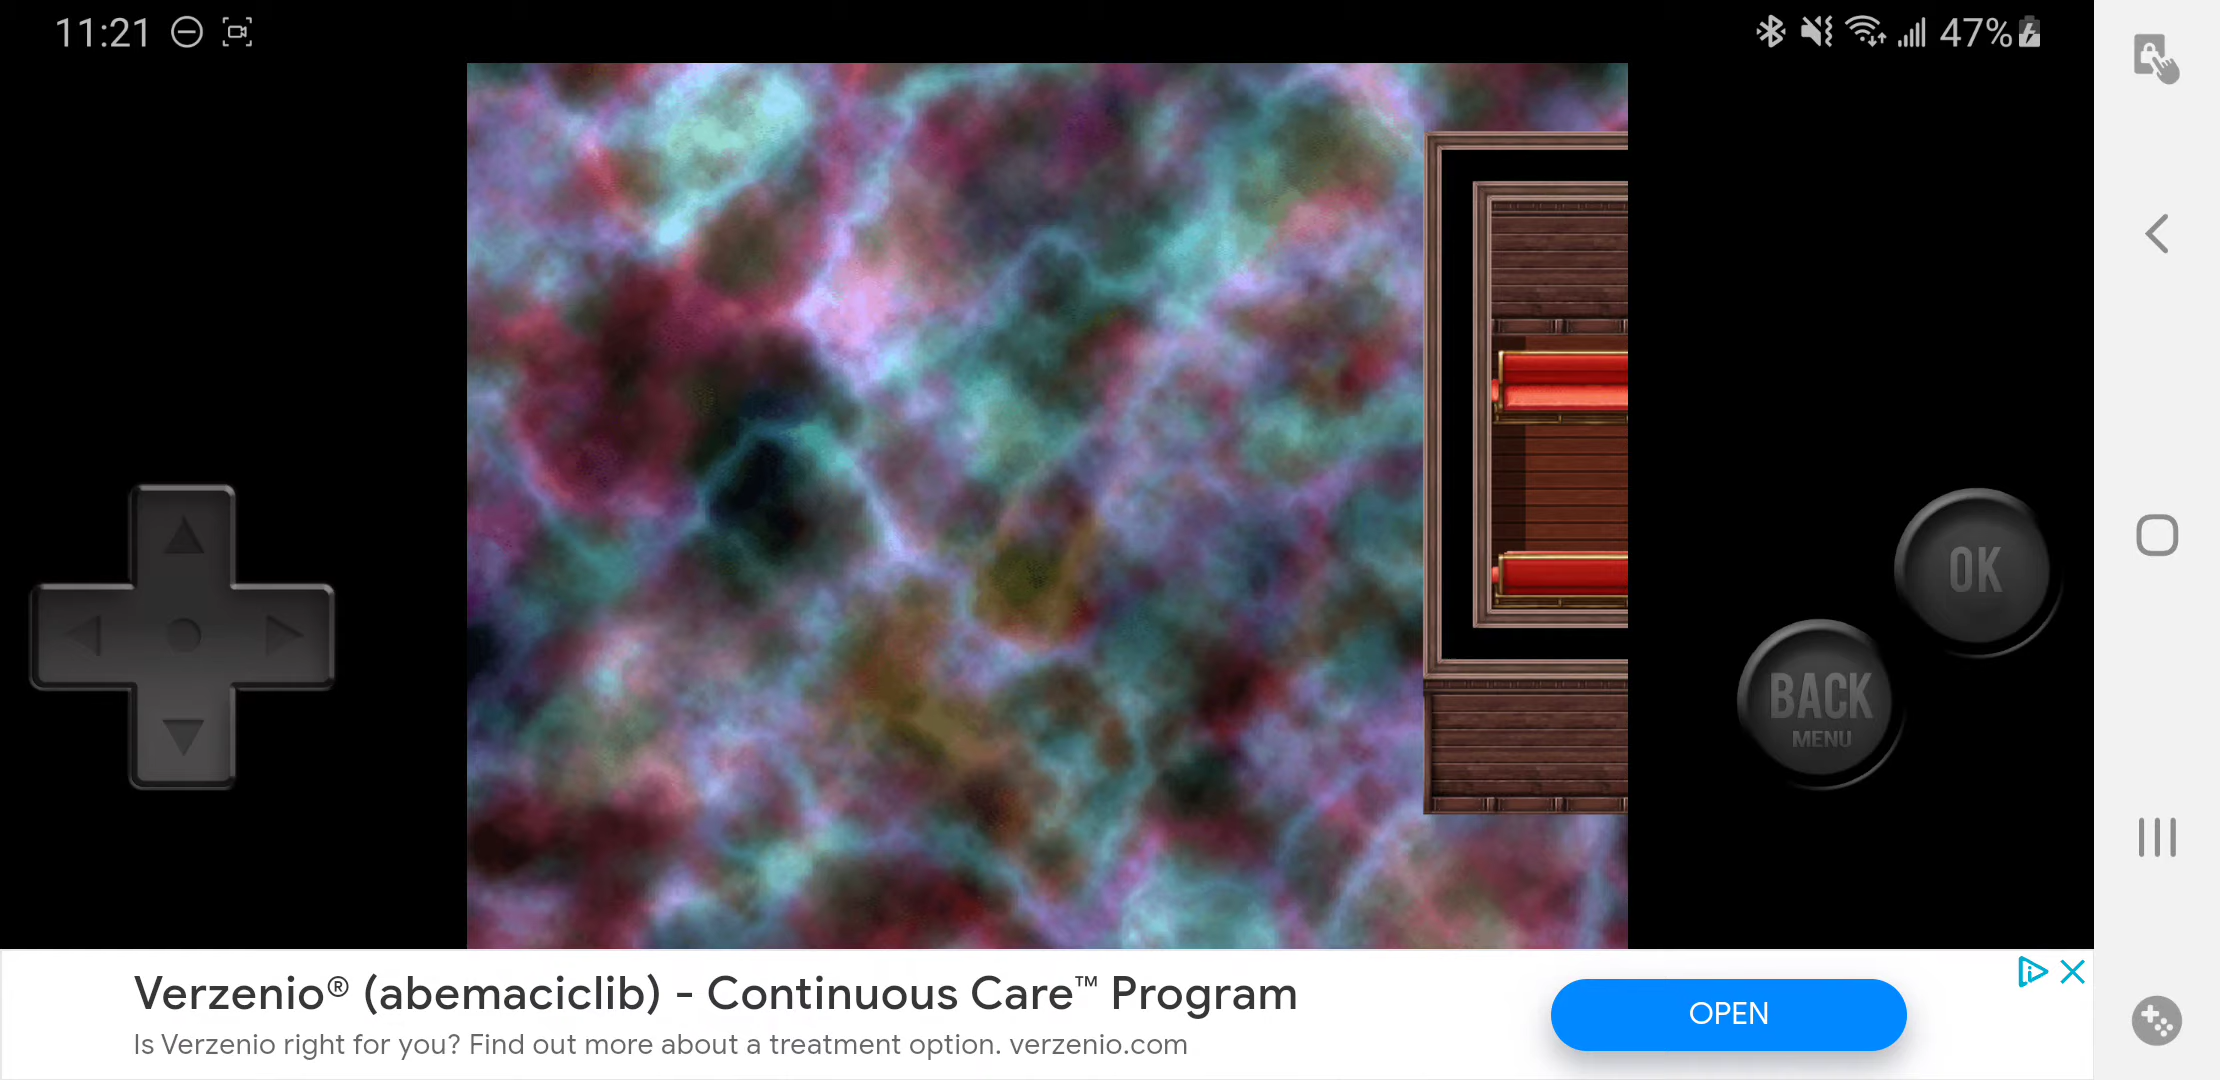 11:21
47%
OK
BACK
MENU
Verzenio® (abemaciclib) - Continuous Care™ Program
Is Verzenio right for you? Find out more about a treatment option. verzenio.com
OPEN